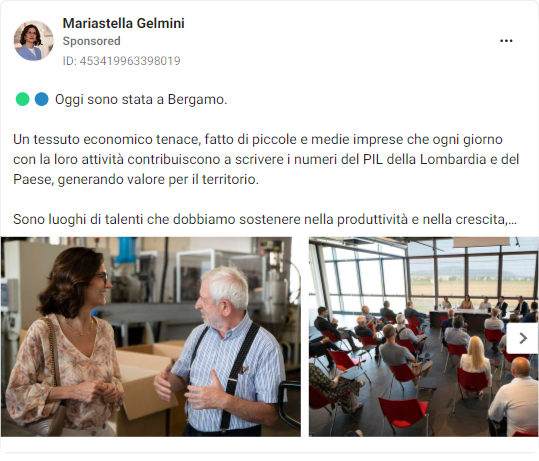 Mariastella Gelmini
Sponsored
ID: 453419963398019
Oggi sono stata a Bergamo.
Un tessuto economico tenace, fatto di piccole e medie imprese che ogni giorno
con la loro attività contribuiscono a scrivere i numeri del PIL della Lombardia e del
Paese, generando valore per il territorio.
Sono luoghi di talenti che dobbiamo sostenere nella produttività e nella crescita,...